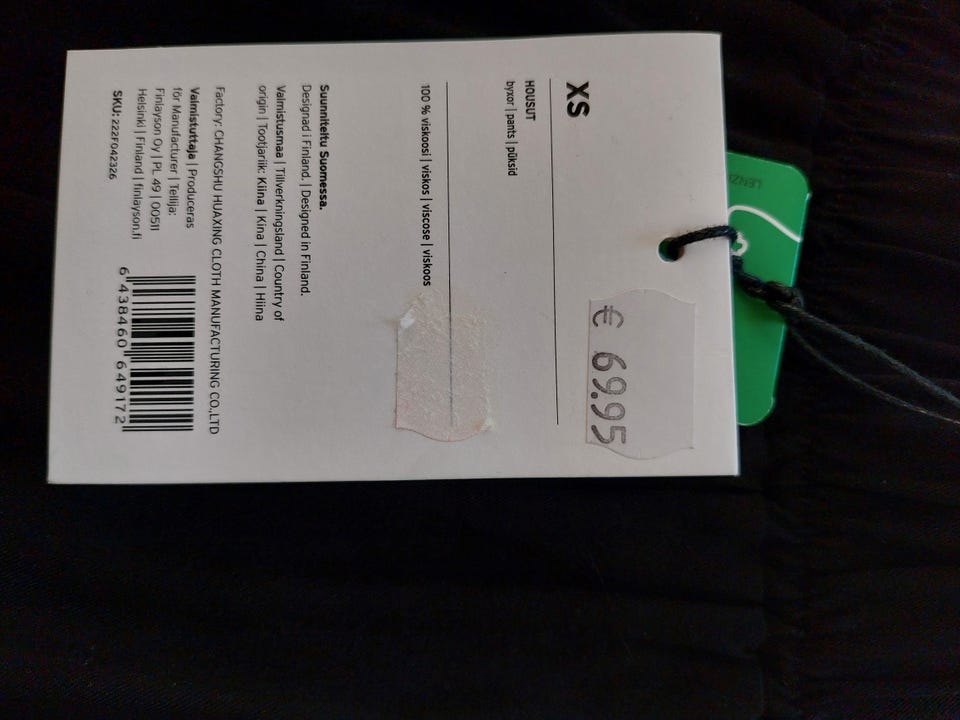 XS
€ 69.95
HOUSUT
byxor | pants | püksid
100 % viskoosi | viskos | viscose | viskoos
Suunniteltu Suomessa.
Designad i Finland. | Designed in Finland.
Valmistusmaa | Tillverkningsland | Country of
origin | Tootjariik: Kiina | Kina | China | Hiina
Factory: CHANGSHU HUAXING CLOTH MANUFACTURING CO.,LTD
Valmistuttaja | Produceras
för Manufacturer | Tellija:
Finlayson Oy | PL 49 | 00511
Helsinki | Finland | finlayson.fi
SKU: 222F042326
6 438460 649172